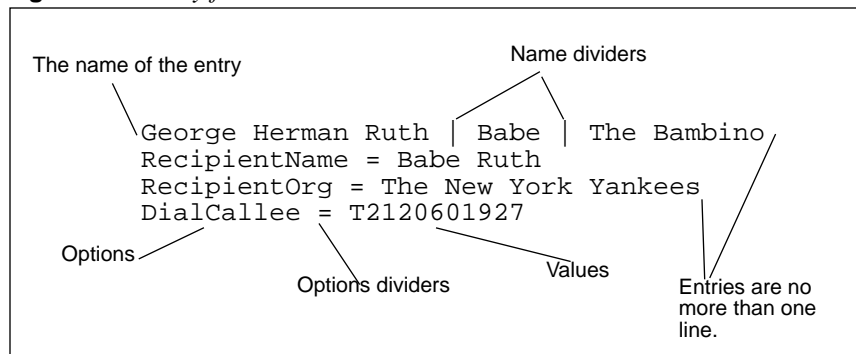 Name dividers
The name of the entry
George Herman Ruth | Babe | The Bambino
RecipientName = Babe Ruth
RecipientOrg = The New York Yankees
DialCallee = T2120601927
Options
Options dividers
Values
Entries are no
more than one
line.